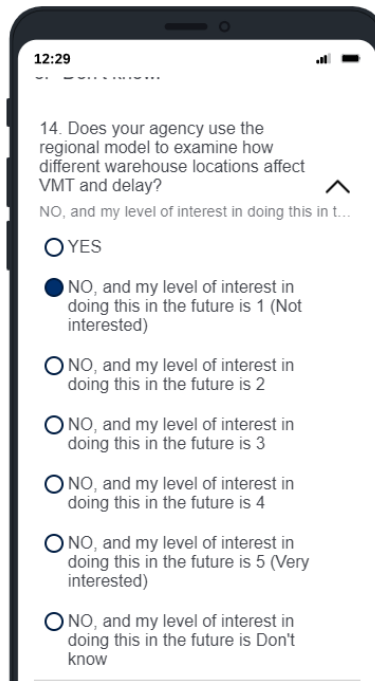 12:29
14. Does your agency use the
regional model to examine how
different warehouse locations affect
VMT and delay?
NO, and my level of interest in doing this in t...
YES
NO, and my level of interest in
doing this in the future is 1 (Not
interested)
NO, and my level of interest in
doing this in the future is 2
NO, and my level of interest in
doing this in the future is 3
NO, and my level of interest in
doing this in the future is 4
NO, and my level of interest in
doing this in the future is 5 (Very
interested)
NO, and my level of interest in
doing this in the future is Don't
know